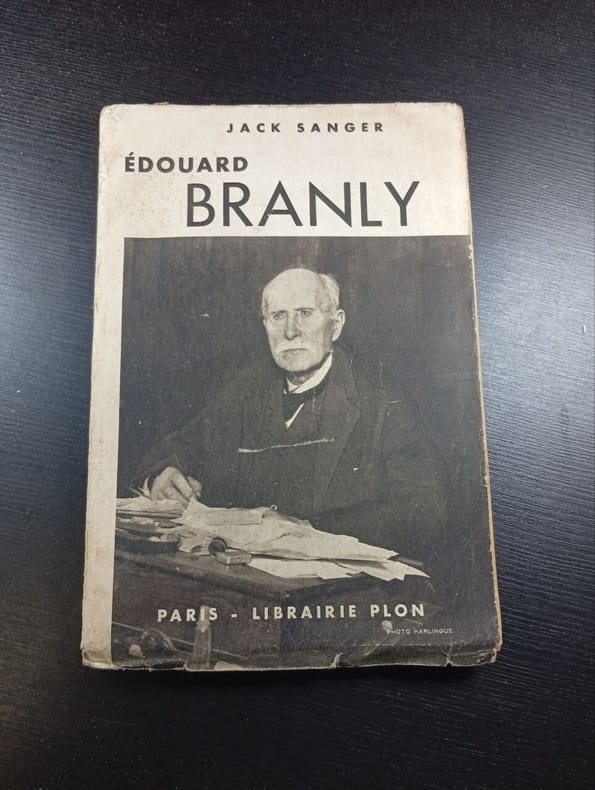 JACK SANGER
ÉDOUARD
BRANLY
PARIS - LIBRAIRIE PLON
PHOTO HARLINGUE